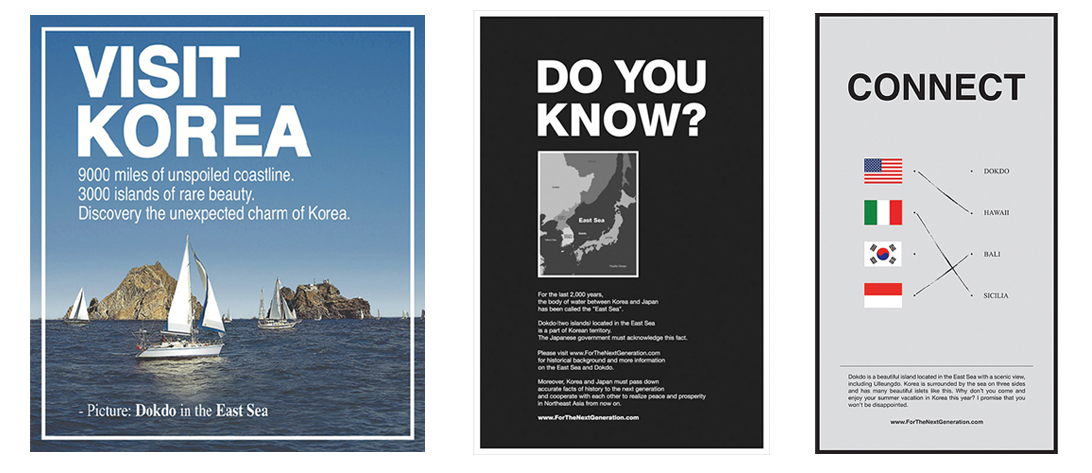 VISIT
KOREA
9000 miles of unspoiled coastline.
3000 islands of rare beauty.
Discovery the unexpected charm of Korea.
- Picture: Dokdo in the East Sea
DO YOU
KNOW?
East Sea
For the last 2,000 years,
the body of water between Korea and Japan
has been called the "East Sea".
Dokdo(two islands) located in the East Sea
is a part of Korean territory.
The Japanese government must acknowledge this fact.
Please visit www.ForTheNextGeneration.com
for historical background and more information
on the East Sea and Dokdo.
Moreover, Korea and Japan must pass down
accurate facts of history to the next generation
and cooperate with each other to realize peace and prosperity
in Northeast Asia from now on.
www.ForTheNextGeneration.com
CONNECT
DOKDO
HAWAII
BALI
SICILIA
Dokdo is a beautiful island located in the East Sea with a scenic view,
including Ulleungdo. Korea is surrounded by the sea on three sides
and has many beautiful islets like this. Why don't you come and
enjoy your summer vacation in Korea this year? I promise that you
won't be disappointed.
www.ForTheNextGeneration.com